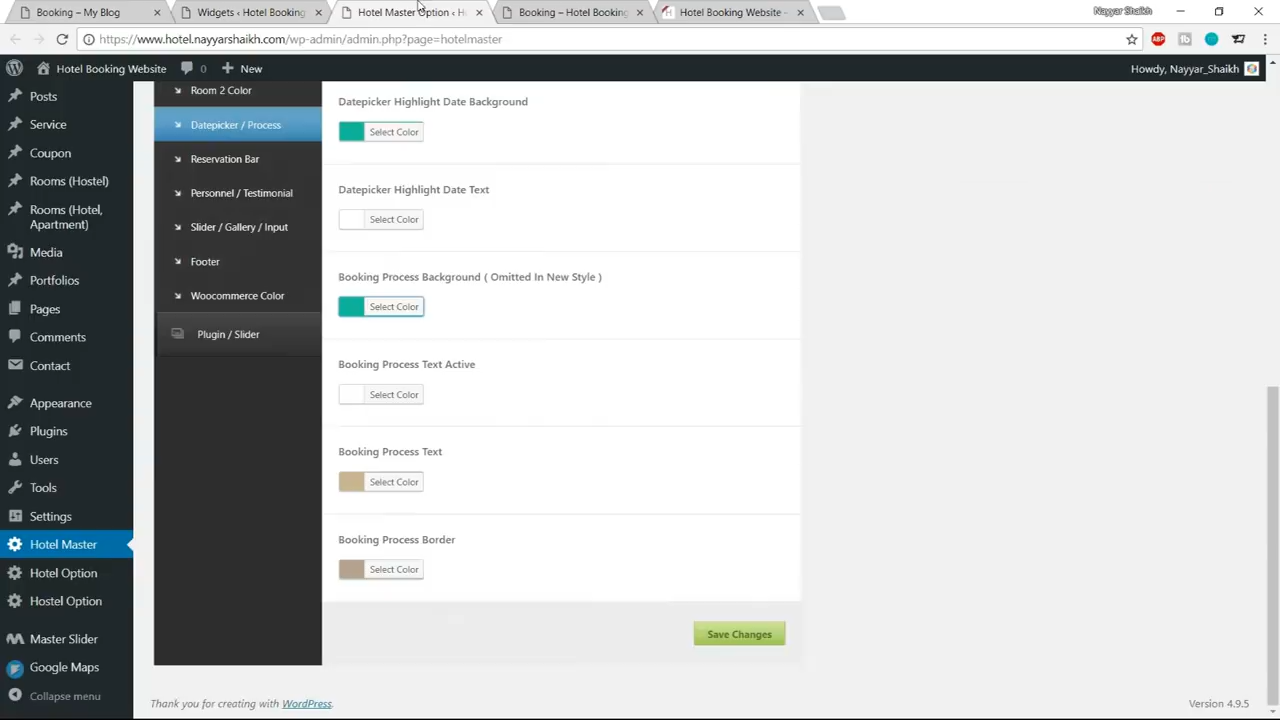 Booking – My Blog
Widgets ‹ Hotel Booking
Hotel Master Option ‹ H
Booking – Hotel Booking
Hotel Booking Website -
Nayyar Shaikh
https://www.hotel.nayyarshaikh.com/wp-admin/admin.php?page=hotelmaster
ABP
Hotel Booking Website
0
New
Howdy, Nayyar_Shaikh
Posts
Service
Coupon
Rooms (Hostel)
Rooms (Hotel,
Apartment)
Media
Portfolios
Pages
Comments
Contact
Appearance
Plugins
Users
Tools
Settings
Hotel Master
Hotel Option
Hostel Option
Master Slider
Google Maps
Collapse menu
Room 2 Color
Datepicker / Process
Reservation Bar
Personnel / Testimonial
Slider / Gallery / Input
Footer
Woocommerce Color
Plugin / Slider
Datepicker Highlight Date Background
Select Color
Datepicker Highlight Date Text
Select Color
Booking Process Background ( Omitted In New Style )
Select Color
Booking Process Text Active
Select Color
Booking Process Text
Select Color
Booking Process Border
Select Color
Save Changes
Thank you for creating with WordPress.
Version 4.9.5